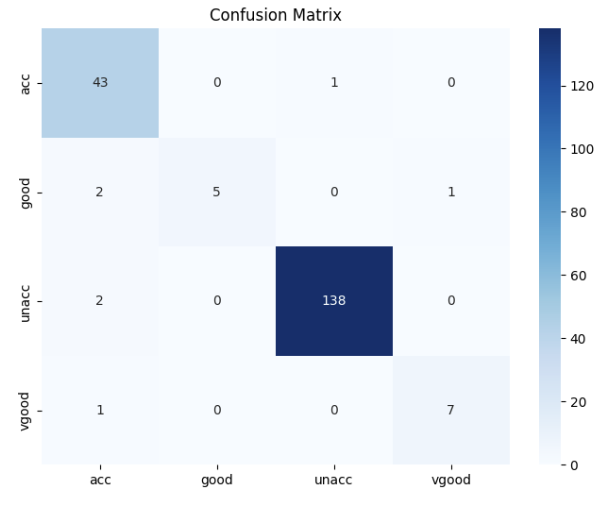 Confusion Matrix
acc 43 0 1 0
good 2 5 0 1
unacc 2 0 138 0
vgood 1 0 0 7
acc good unacc vgood
120
100
80
60
40
20
0